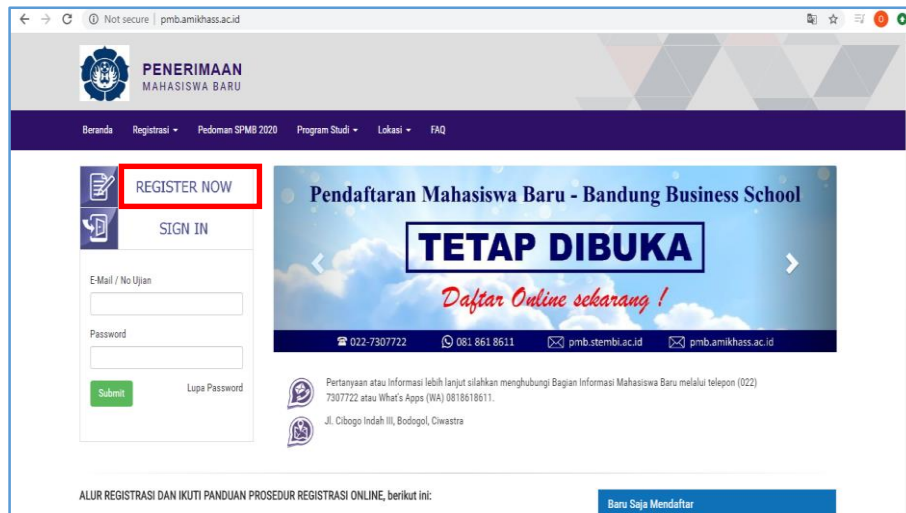 Not secure | pmb.amikhass.ac.id
PENERIMAAN
MAHASISWA BARU
Beranda Registrasi Pedoman SPMB 2020 Program Studi Lokasi FAQ
REGISTER NOW
SIGN IN
E-Mail / No Ujian
Password
Submit Lupa Password
Pendaftaran Mahasiswa Baru - Bandung Business School
TETAP DIBUKA
Daftar Online sekarang !
022-7307722 081 861 8611 pmb.stembi.ac.id pmb.amikhass.ac.id
Pertanyaan atau Informasi lebih lanjut silahkan menghubungi Bagian Informasi Mahasiswa Baru melalui telepon (022)
7307722 atau What's Apps (WA) 0818618611.
Jl. Cibogo Indah III, Bodogol, Ciwastra
ALUR REGISTRASI DAN IKUTI PANDUAN PROSEDUR REGISTRASI ONLINE, berikut ini:
Baru Saja Mendaftar